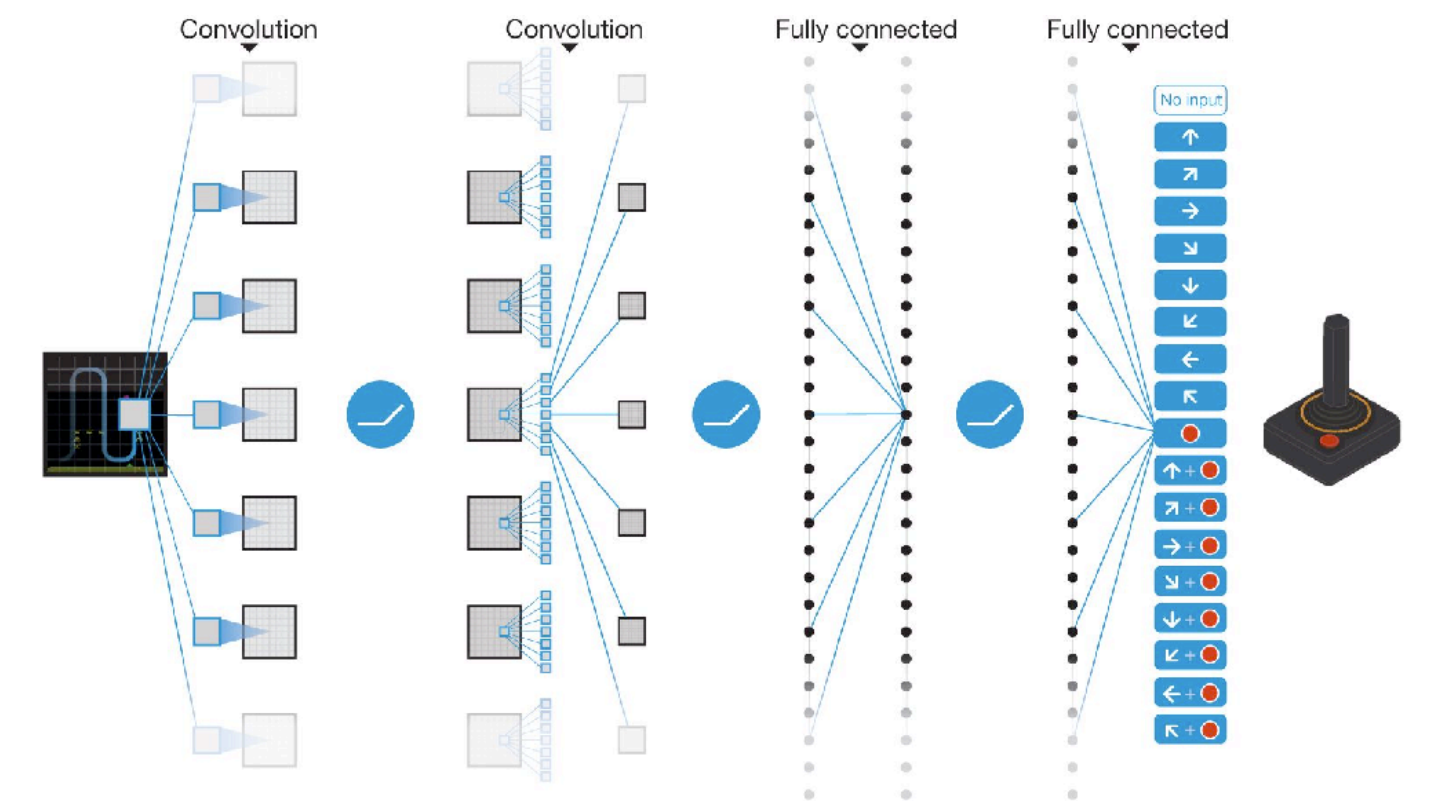 Convolution
Convolution
Fully connected
Fully connected
No input
+
+
+
+
+
+
+
+